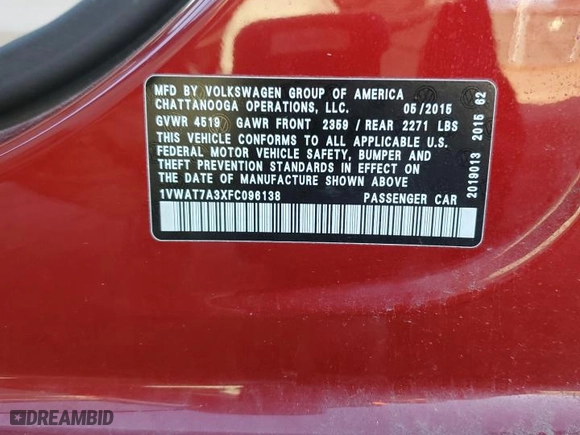 MFD BY VOLKSWAGEN GROUP OF AMERICA
CHATTANOOGA OPERATIONS, LLC. 05/2015
GVWR 4519 GAWR FRONT 2359 / REAR 2271 LBS
THIS VEHICLE CONFORMS TO ALL APPLICABLE U.S.
FEDERAL MOTOR VEHICLE SAFETY, BUMPER AND
THEFT PREVENTION STANDARDS IN EFFECT ON
THE DATE OF MANUFACTURE SHOWN ABOVE
1VWAT7A3XFC096138 PASSENGER CAR
2019013 2015 62
DREAMBID